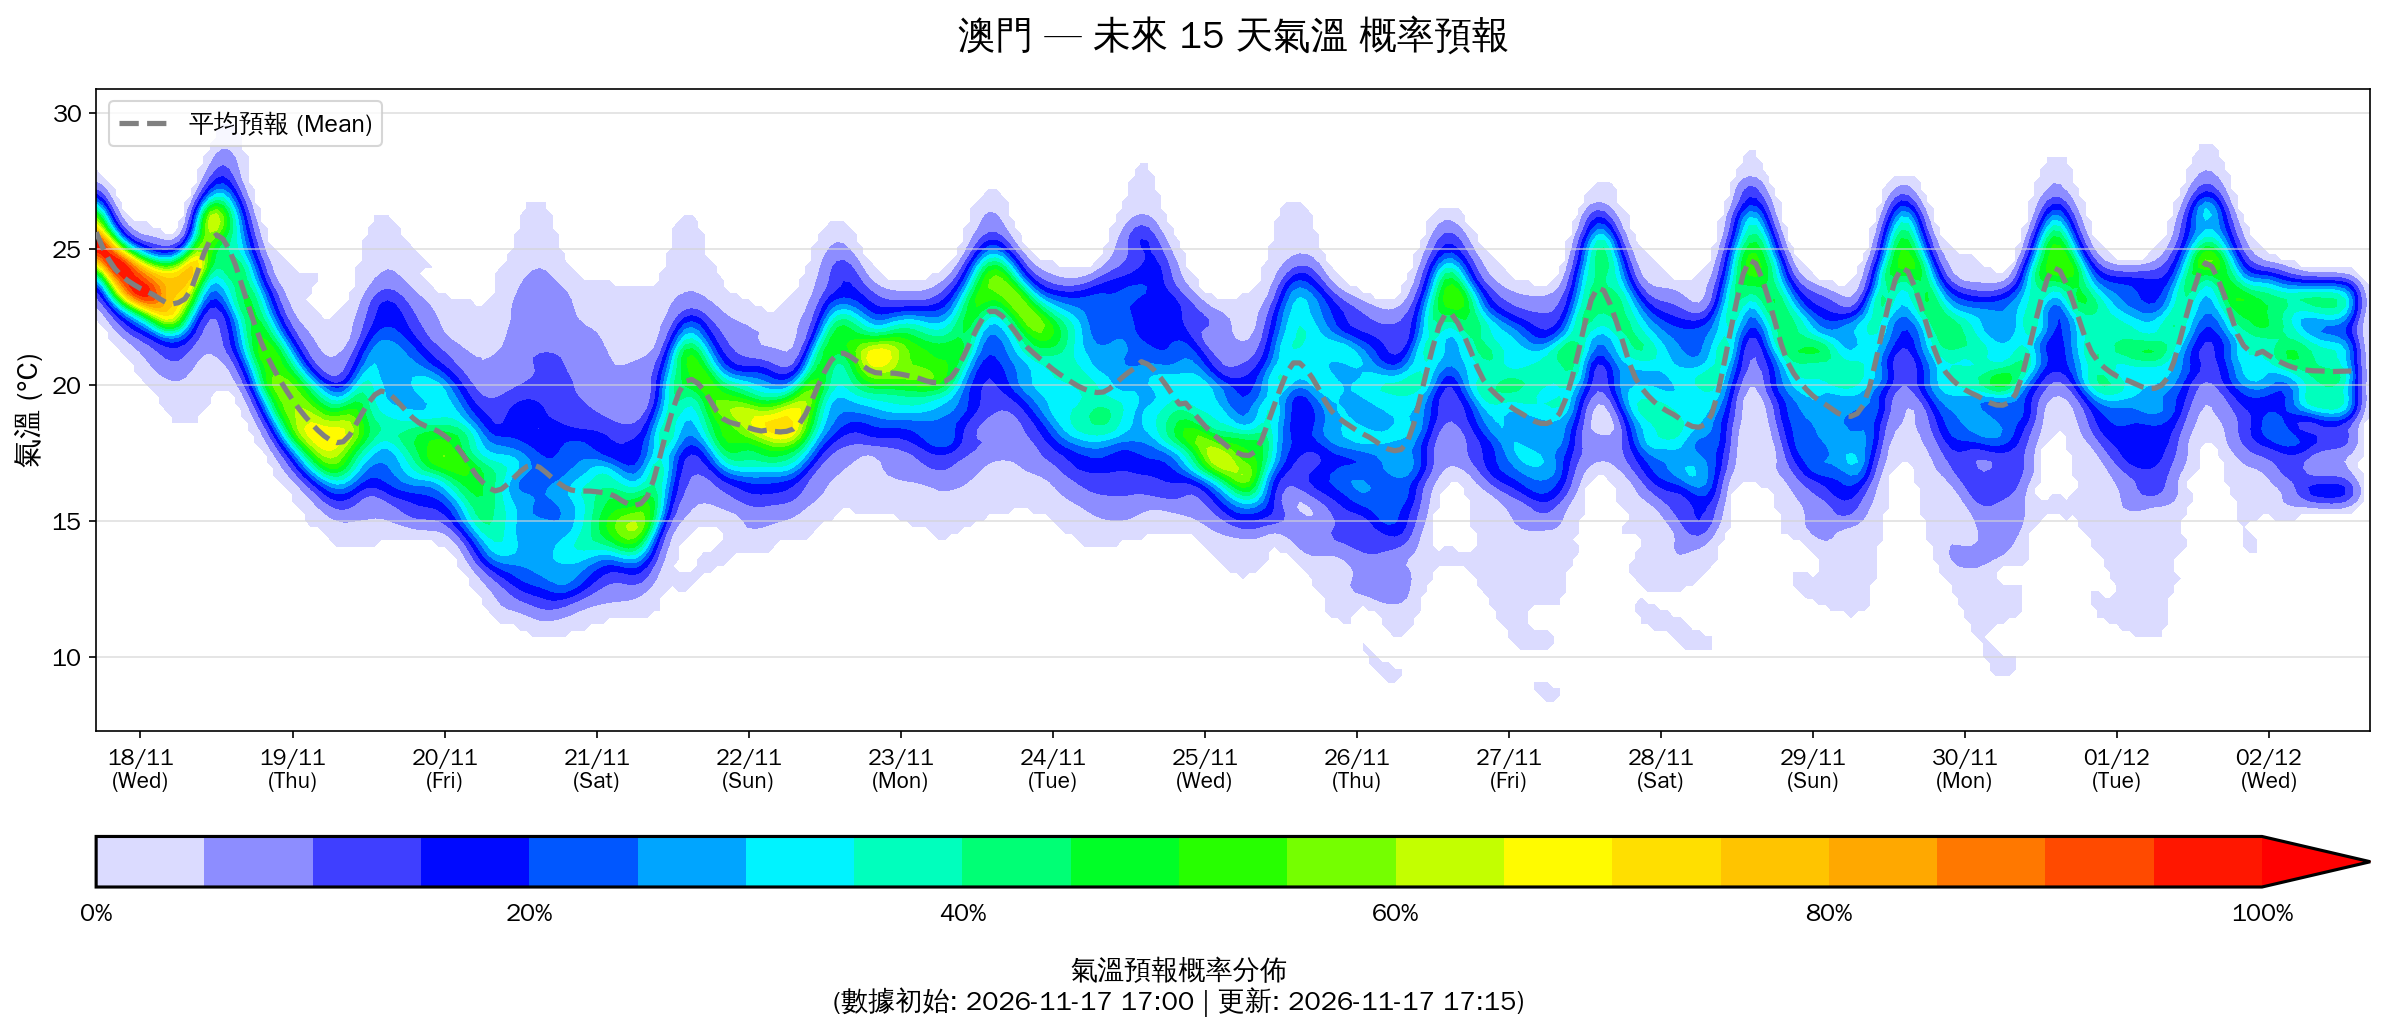 澳門 — 未來 15 天氣溫 概率預報
平均預報 (Mean)
氣溫 (°C)
30
25
20
15
10
18/11 19/11 20/11 21/11 22/11 23/11 24/11 25/11 26/11 27/11 28/11 29/11 30/11 01/12 02/12
(Wed) (Thu) (Fri) (Sat) (Sun) (Mon) (Tue) (Wed) (Thu) (Fri) (Sat) (Sun) (Mon) (Tue) (Wed)
0% 20% 40% 60% 80% 100%
氣溫預報概率分佈
(數據初始: 2026-11-17 17:00 | 更新: 2026-11-17 17:15)